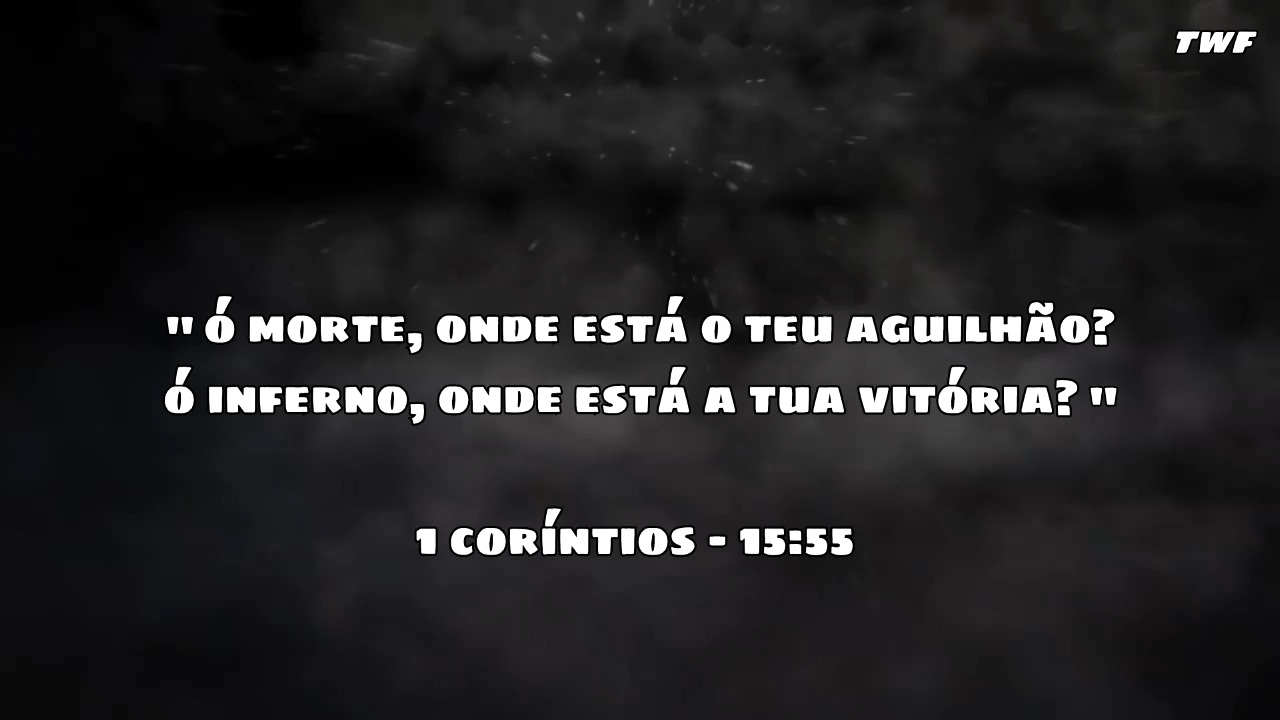 TWF
" Ó MORTE, ONDE ESTÁ O TEU AGUILHÃO?
Ó INFERNO, ONDE ESTÁ A TUA VITÓRIA? "
1 CORÍNTIOS - 15:55